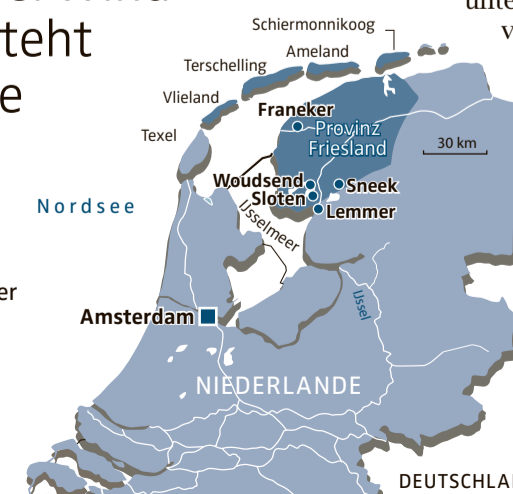 teht
e
unte
v
er
Schiermonnikoog
Ameland
Terschelling
Vlieland
Texel
Franeker
Provinz
Friesland
30 km
Woudsend
Sneek
Sloten
Lemmer
IJsselmeer
Nordsee
IJssel
Amsterdam
NIEDERLANDE
DEUTSCHLA